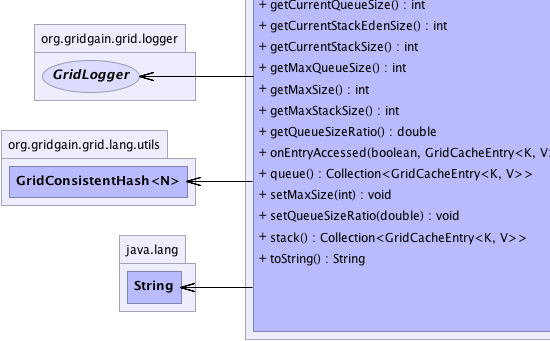 org.gridgain.grid.logger
GridLogger
org.gridgain.grid.lang.utils
GridConsistentHash<N>
java.lang
String
+ getCurrentQueueSize() : int
+ getCurrentStackEdenSize() : int
+ getCurrentStackSize() : int
+ getMaxQueueSize() : int
+ getMaxSize() : int
+ getMaxStackSize() : int
+ getQueueSizeRatio() : double
+ onEntryAccessed(boolean, GridCacheEntry<K, V
+ queue() : Collection<GridCacheEntry<K, V>>
+ setMaxSize(int) : void
+ setQueueSizeRatio(double) : void
+ stack() : Collection<GridCacheEntry<K, V>>
+ toString() : String